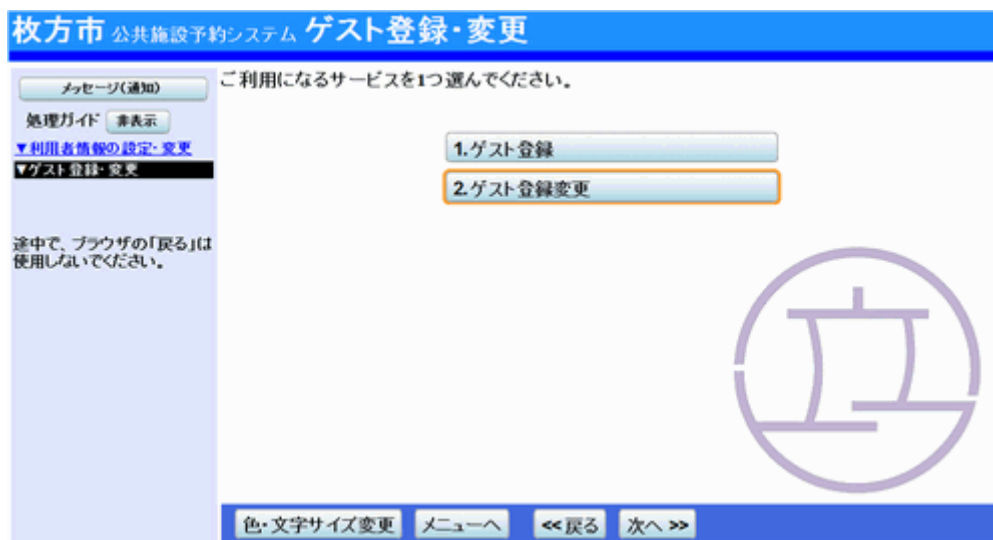 枚方市 公共施設予約システム ゲスト登録・変更
メッセージ(通知)
処理ガイド 非表示
▼利用者情報の設定・変更
▼ゲスト登録・変更
途中で、ブラウザの「戻る」は
使用しないでください。
ご利用になるサービスを1つ選んでください。
1.ゲスト登録
2.ゲスト登録変更
色・文字サイズ変更 メニューへ <<戻る 次へ >>